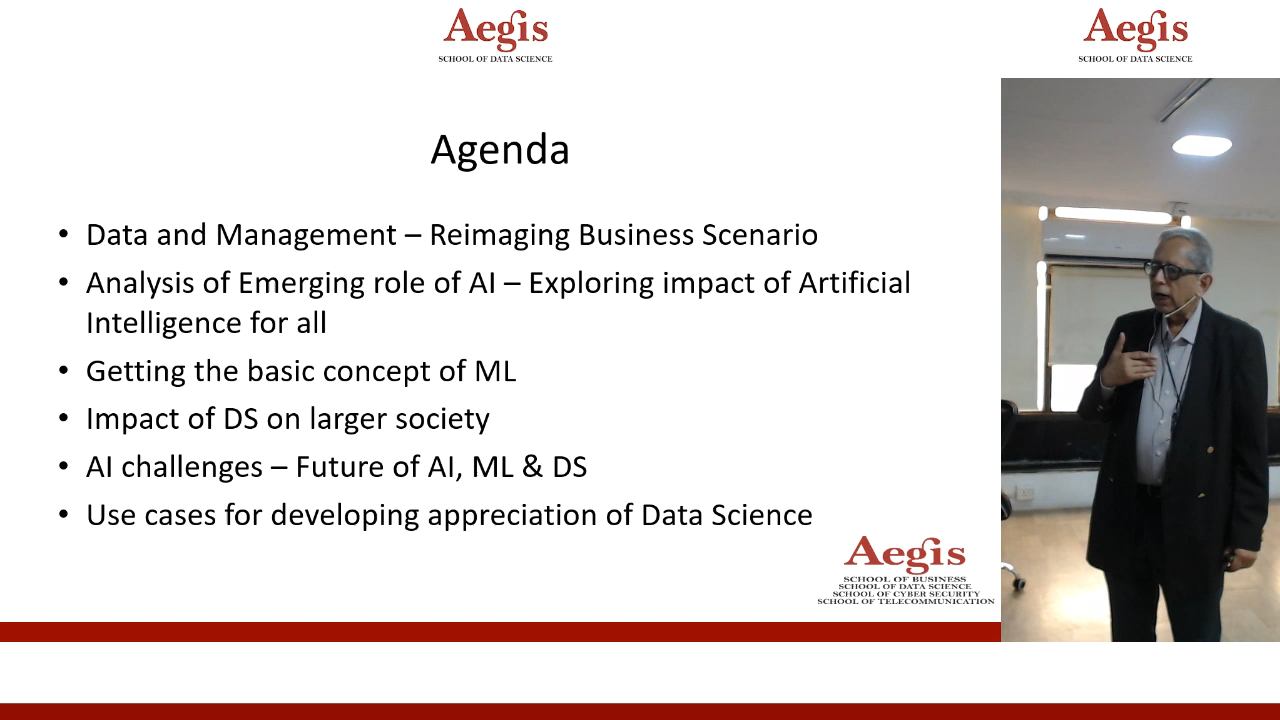 Aegis
SCHOOL OF DATA SCIENCE
Aegis
SCHOOL OF DATA SCIENCE
Agenda
• Data and Management – Reimaging Business Scenario
• Analysis of Emerging role of AI – Exploring impact of Artificial
Intelligence for all
• Getting the basic concept of ML
• Impact of DS on larger society
• AI challenges – Future of AI, ML & DS
• Use cases for developing appreciation of Data Science
Aegis
SCHOOL OF BUSINESS
SCHOOL OF DATA SCIENCE
SCHOOL OF CYBER SECURITY
SCHOOL OF TELECOMMUNICATION